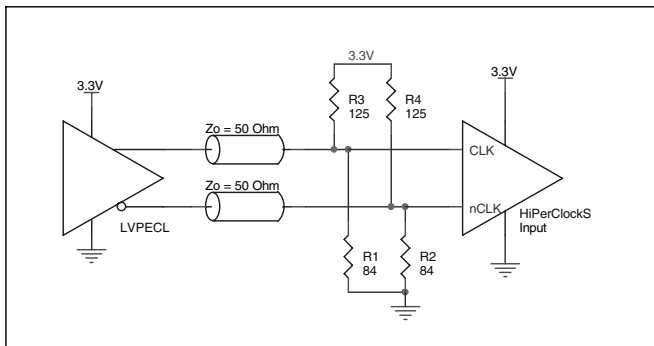 3.3V
3.3V
3.3V
R3
125
R4
125
Zo = 50 Ohm
CLK
Zo = 50 Ohm
nCLK
HiPerClockS
Input
LVPECL
R1
84
R2
84